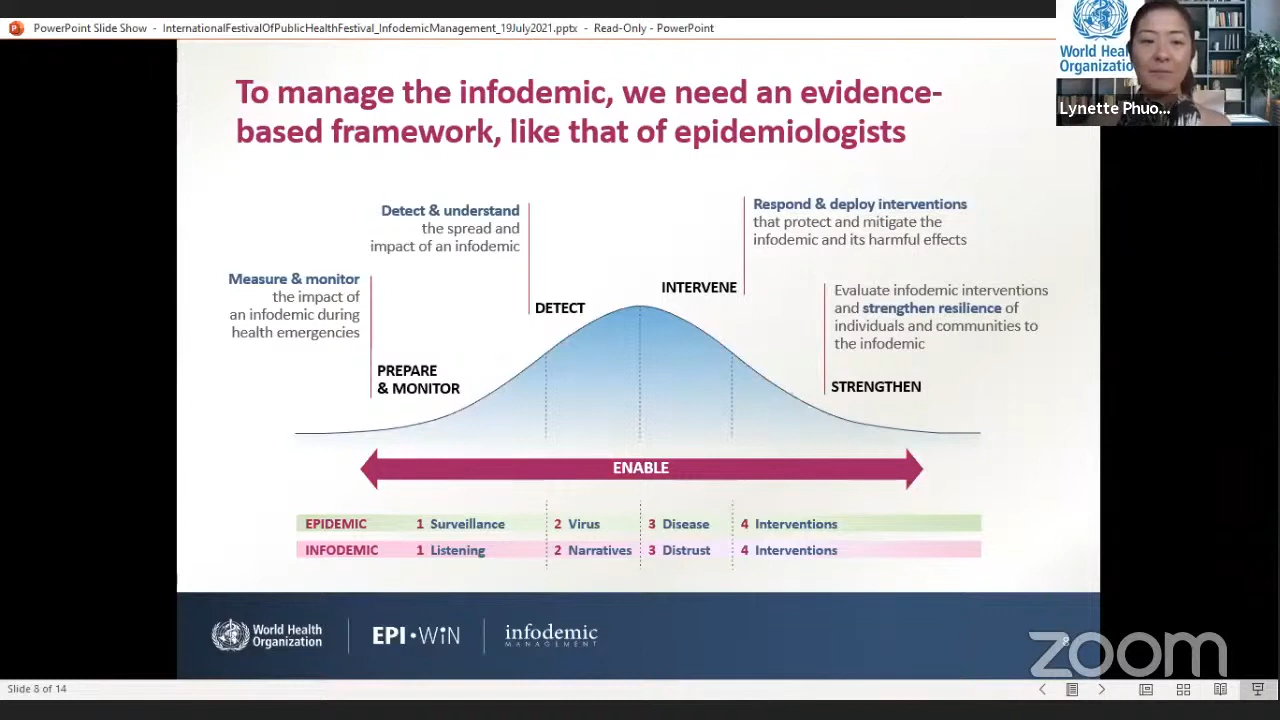 PowerPoint Slide Show - InternationalFestivalOfPublicHealthFestival_InfodemicManagement_19July2021.pptx - Read-Only - PowerPoint
World Health
Organization
Lynette Phuo...
To manage the infodemic, we need an evidence-
based framework, like that of epidemiologists
Measure & monitor
the impact of
an infodemic during
health emergencies
PREPARE
& MONITOR
Detect & understand
the spread and
impact of an infodemic
DETECT
INTERVENE
Respond & deploy interventions
that protect and mitigate the
infodemic and its harmful effects
Evaluate infodemic interventions
and strengthen resilience of
individuals and communities to
the infodemic
STRENGTHEN
ENABLE
EPIDEMIC 1 Surveillance 2 Virus 3 Disease 4 Interventions
INFODEMIC 1 Listening 2 Narratives 3 Distrust 4 Interventions
World Health
Organization
EPI•WiN
infodemic
MANAGEMENT
8
zoom
Slide 8 of 14